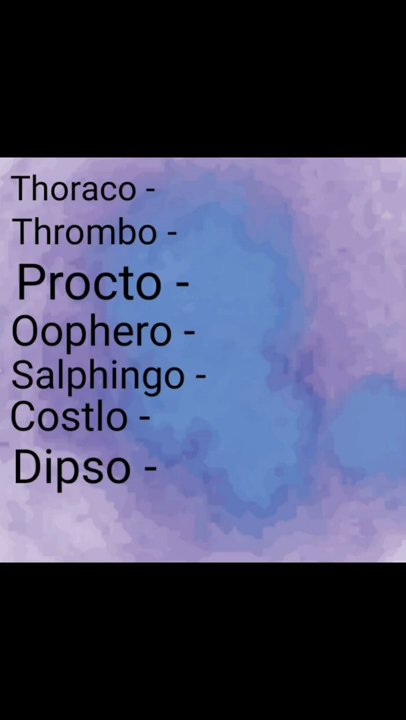 Thoraco -
Thrombo -
Procto -
Oophero -
Salphingo -
Costlo -
Dipso -